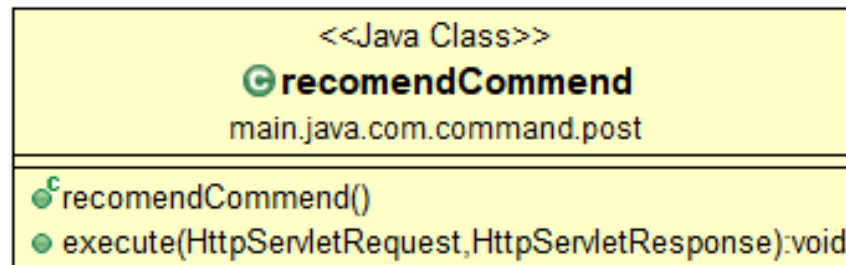 <<Java Class>>
recomendCommend
main.java.com.command.post
recomendCommend()
execute(HttpServletRequest,HttpServletResponse):void